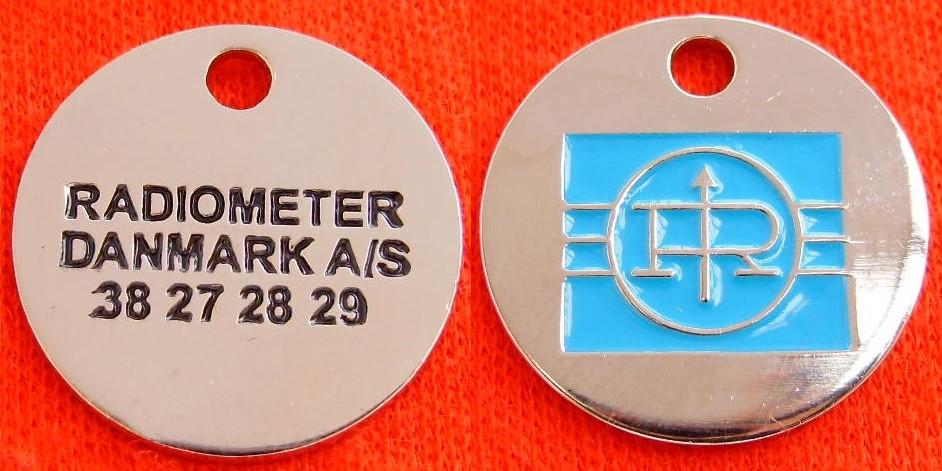 RADIOMETER
DANMARK A/S
38 27 28 29
R